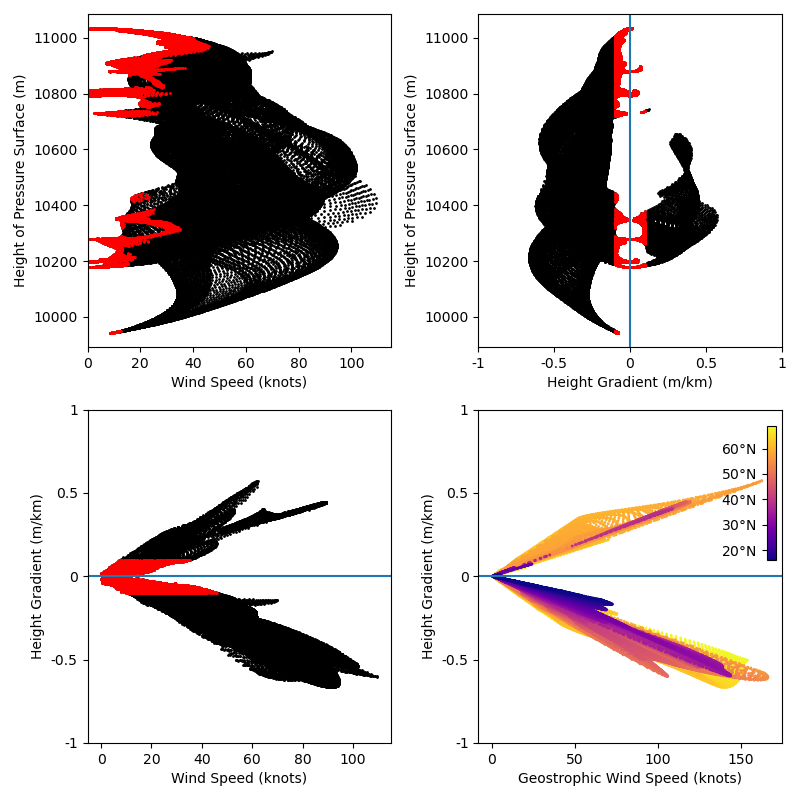 11000
10800
10600
10400
10200
10000
Height of Pressure Surface (m)
0 20 40 60 80 100
Wind Speed (knots)
11000
10800
10600
10400
10200
10000
Height of Pressure Surface (m)
-1 -0.5 0 0.5 1
Height Gradient (m/km)
1
0.5
0
-0.5
-1
Height Gradient (m/km)
0 20 40 60 80 100
Wind Speed (knots)
1
0.5
0
-0.5
-1
Height Gradient (m/km)
60°N
50°N
40°N
30°N
20°N
0 50 100 150
Geostrophic Wind Speed (knots)